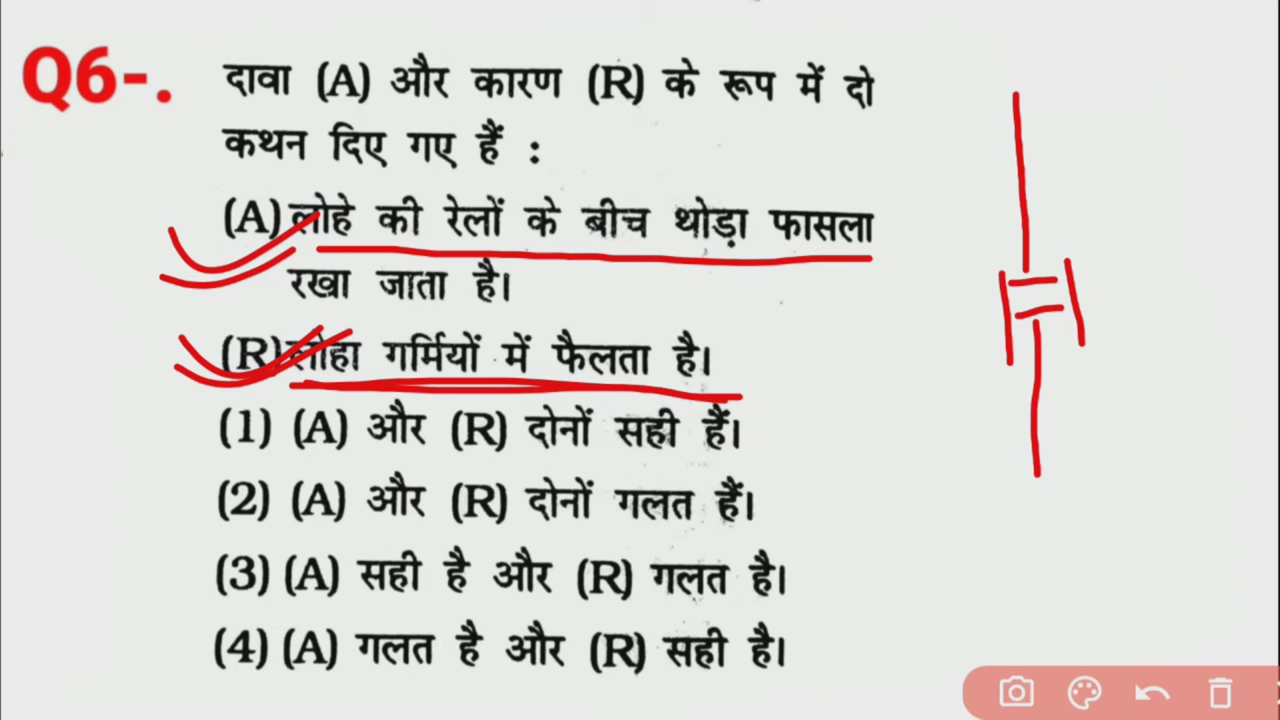 Q6-. दावा (A) और कारण (R) के रूप में दो
कथन दिए गए हैं :
(A) लोहे की रेलों के बीच थोड़ा फासला
रखा जाता है।
(R) लोहा गर्मियों में फैलता है।
(1) (A) और (R) दोनों सही हैं।
(2) (A) और (R) दोनों गलत हैं।
(3) (A) सही है और (R) गलत है।
(4) (A) गलत है और (R) सही है।